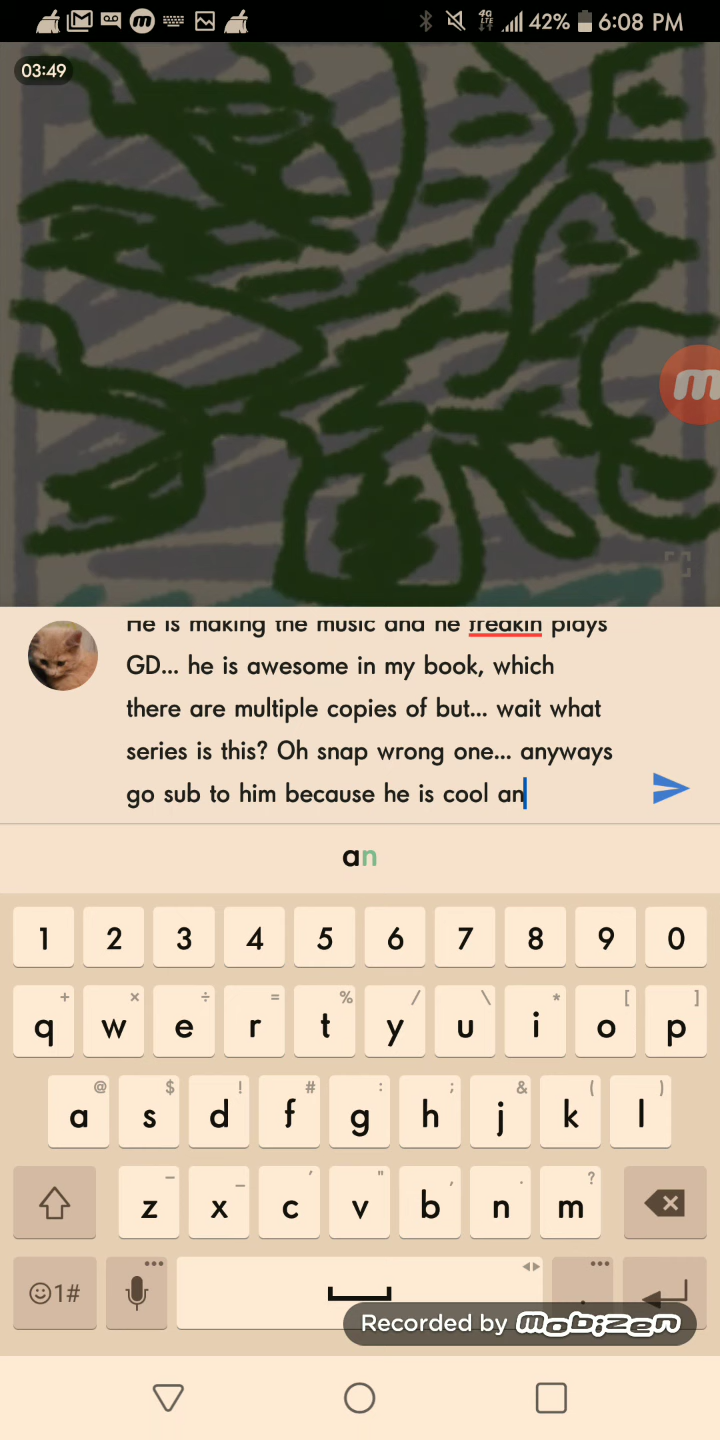 42% 6:08 PM
4G
LTE
03:49
m
He is making the music and he freakin plays
GD... he is awesome in my book, which
there are multiple copies of but... wait what
series is this? Oh snap wrong one... anyways
go sub to him because he is cool an
an
1 2 3 4 5 6 7 8 9 0
+ × ÷ = % / \ * [ ]
q w e r t y u i o p
@ $ ! # : ; & ( )
a s d f g h j k l
- _ ' " , . ?
z x c v b n m
1# .
Recorded by mobizen